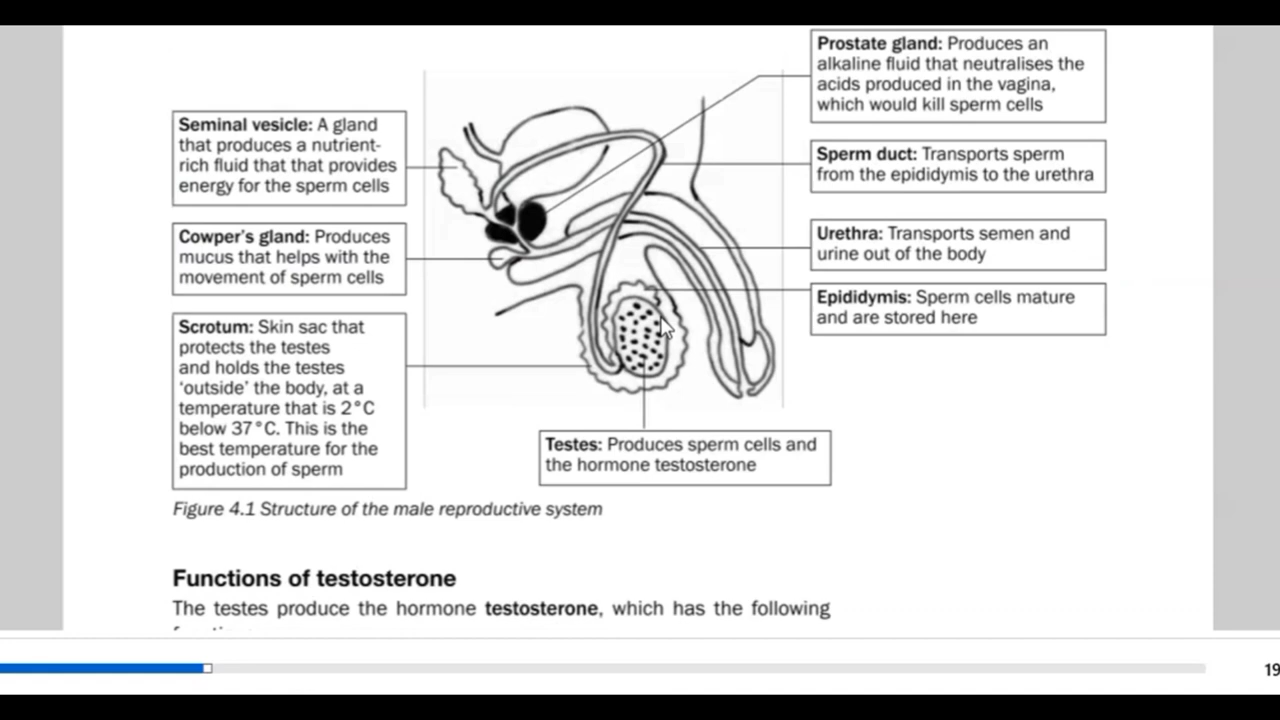 Prostate gland: Produces an
alkaline fluid that neutralises the
acids produced in the vagina,
which would kill sperm cells
Seminal vesicle: A gland
that produces a nutrient-
rich fluid that that provides
energy for the sperm cells
Sperm duct: Transports sperm
from the epididymis to the urethra
Cowper's gland: Produces
mucus that helps with the
movement of sperm cells
Urethra: Transports semen and
urine out of the body
Epididymis: Sperm cells mature
and are stored here
Scrotum: Skin sac that
protects the testes
and holds the testes
‘outside’ the body, at a
temperature that is 2°C
below 37°C. This is the
best temperature for the
production of sperm
Testes: Produces sperm cells and
the hormone testosterone
Figure 4.1 Structure of the male reproductive system
Functions of testosterone
The testes produce the hormone testosterone, which has the following
19